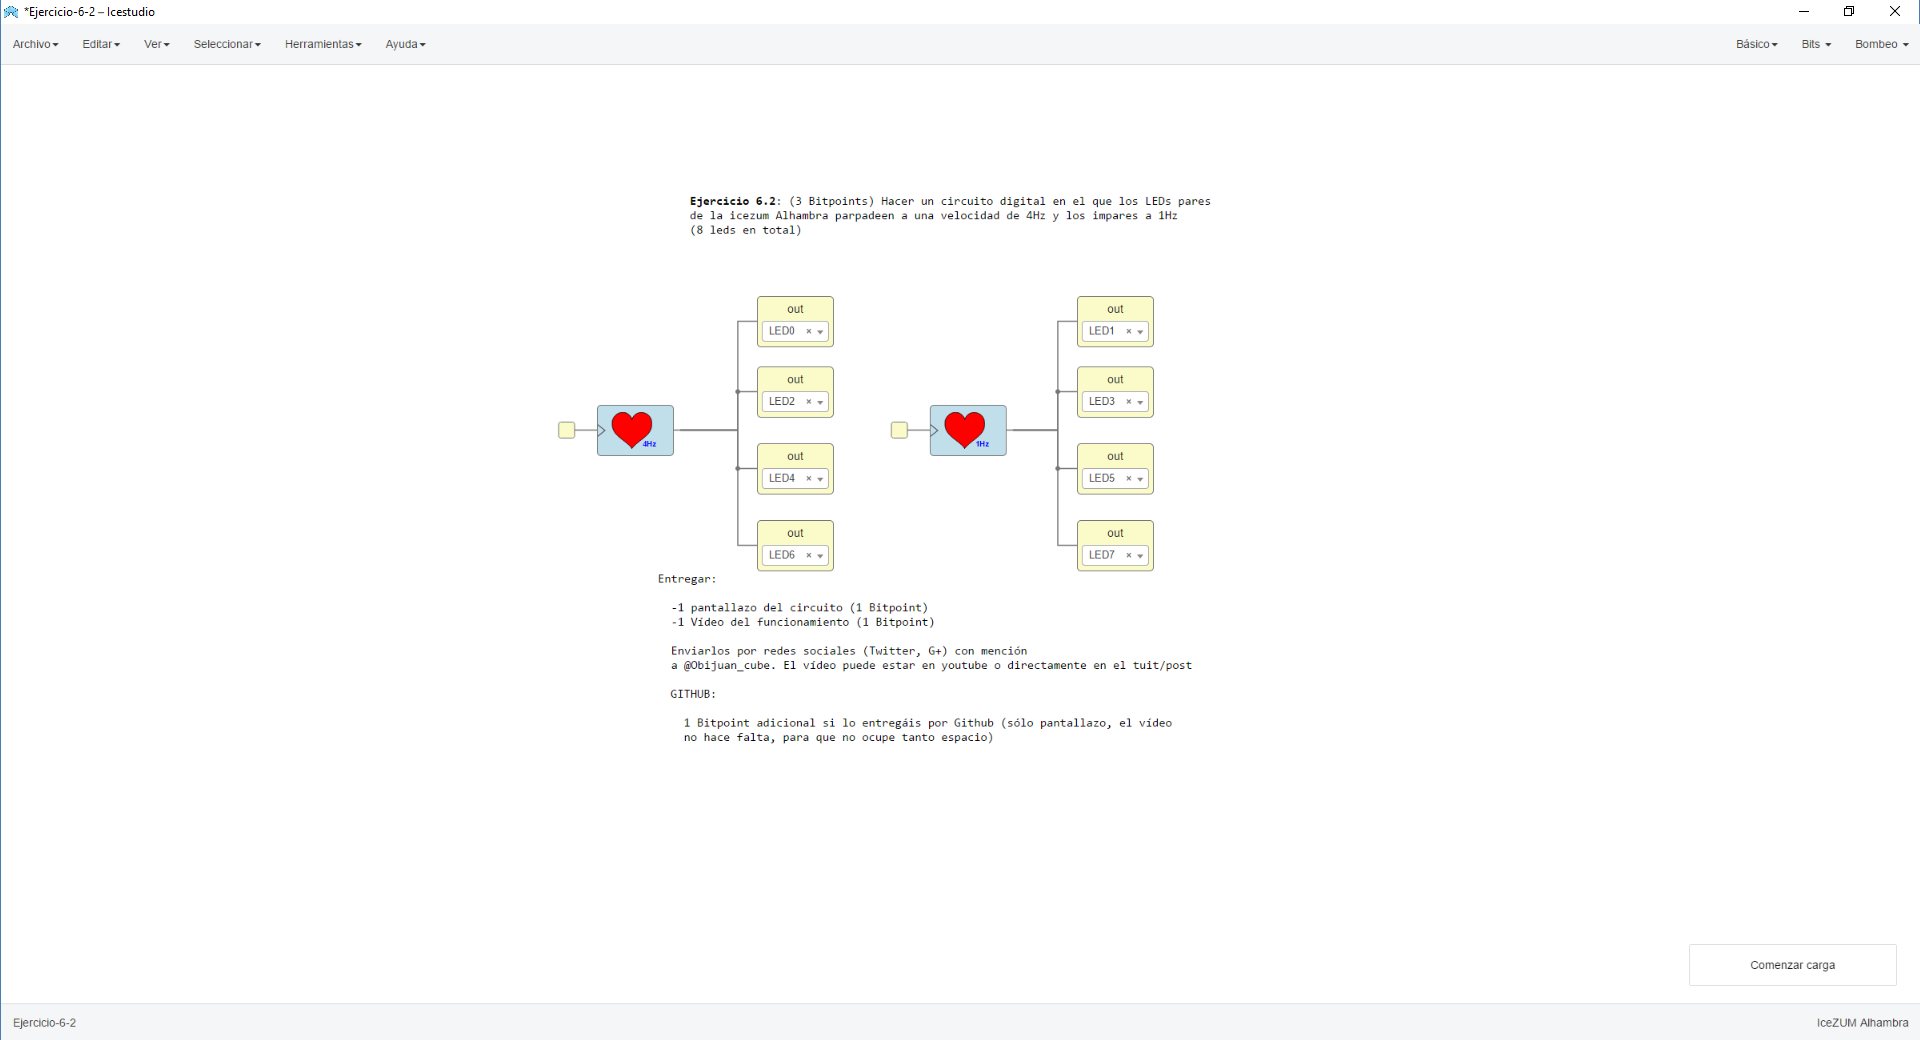 *Ejercicio-6-2 – Icestudio
Archivo Editar Ver Seleccionar Herramientas Ayuda Básico Bits Bombeo
Ejercicio 6.2: (3 Bitpoints) Hacer un circuito digital en el que los LEDs pares
de la icezum Alhambra parpadeen a una velocidad de 4Hz y los impares a 1Hz
(8 leds en total)
out
LED0
out
LED2
4Hz
out
LED4
out
LED6
out
LED1
out
LED3
1Hz
out
LED5
out
LED7
Entregar:
-1 pantallazo del circuito (1 Bitpoint)
-1 Vídeo del funcionamiento (1 Bitpoint)
Enviarlos por redes sociales (Twitter, G+) con mención
a @Obijuan_cube. El vídeo puede estar en youtube o directamente en el tuit/post
GITHUB:
1 Bitpoint adicional si lo entregáis por Github (sólo pantallazo, el vídeo
no hace falta, para que no ocupe tanto espacio)
Comenzar carga
Ejercicio-6-2
IceZUM Alhambra